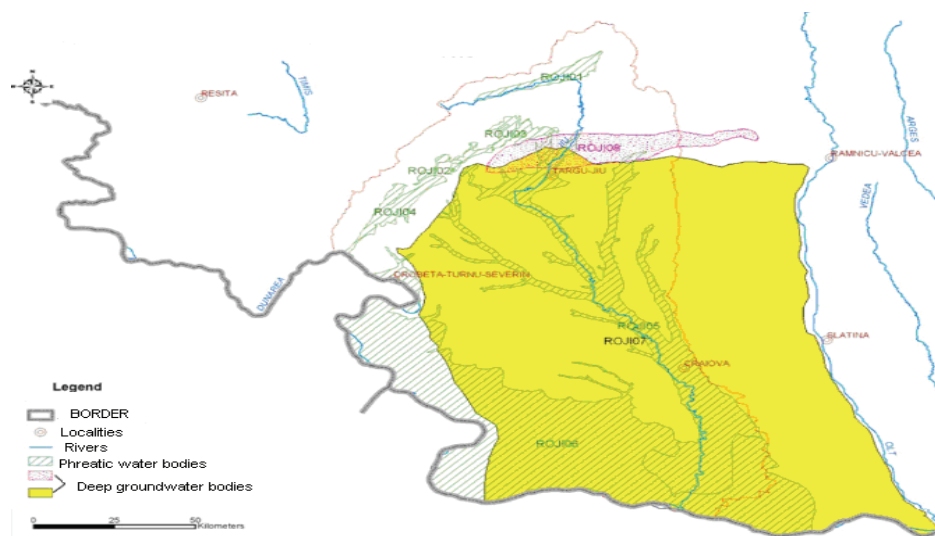 ROJI01
TIMIS
RESITA
ARGES
ROJI03
ROJI08
RAMNICU-VALCEA
ROJI02
TARGU-JIU
VEDEA
ROJI04
DROBETA-TURNU-SEVERIN
DUNAREA
ROJI05
ROJI07
SLATINA
CRAIOVA
Legend
BORDER
Localities
Rivers
Phreatic water bodies
Deep groundwater bodies
ROJI06
OLT
0 25 50
Kilometers